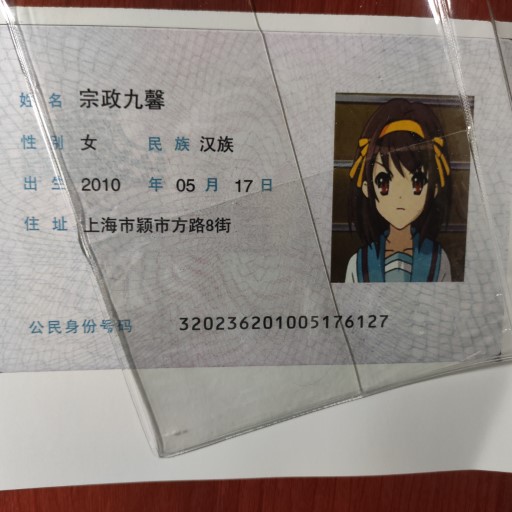 姓名 宗政九馨
性别 女 民族 汉族
出生 2010 年 05 月 17 日
住址 上海市颖市方路8街
公民身份号码 320236201005176127